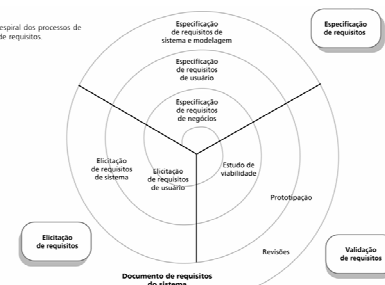 espiral dos processos de
de requisitos
Especificação
de requisitos de
sistema e modelagem
Especificação
de requisitos
Especificação
de requisitos
de usuário
Especificação
de requisitos
de negócios
Elicitação
de requisitos
de sistema
Elicitação
de requisitos
de usuário
Estudo de
viabilidade
Prototipação
Elicitação
de requisitos
Revisões
Validação
de requisitos
Documento de requisitos
do sistema